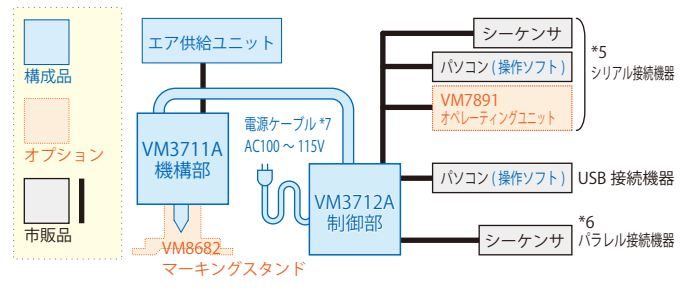 構成品
オプション
市販品
エア供給ユニット
VM3711A
機構部
電源ケーブル *7
AC100 ~ 115V
VM3712A
制御部
VM8682
マーキングスタンド
シーケンサ
パソコン ( 操作ソフト )
VM7891
オペレーティングユニット
*5
シリアル接続機器
パソコン ( 操作ソフト )
USB 接続機器
シーケンサ
*6
パラレル接続機器